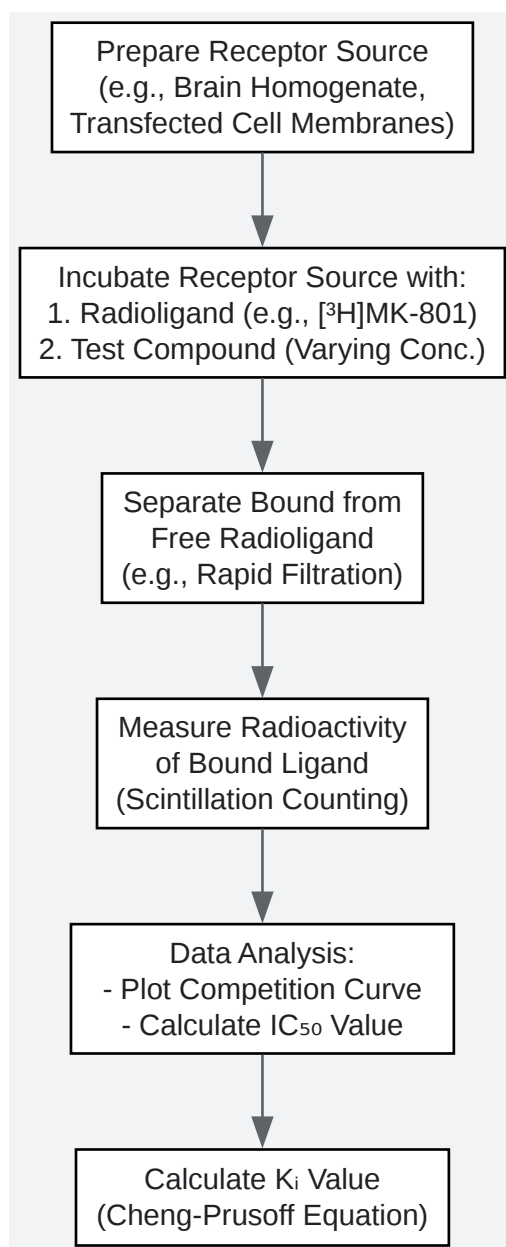 Prepare Receptor Source
(e.g., Brain Homogenate,
Transfected Cell Membranes)
Incubate Receptor Source with:
1. Radioligand (e.g., [³H]MK-801)
2. Test Compound (Varying Conc.)
Separate Bound from
Free Radioligand
(e.g., Rapid Filtration)
Measure Radioactivity
of Bound Ligand
(Scintillation Counting)
Data Analysis:
- Plot Competition Curve
- Calculate IC₅₀ Value
Calculate Kᵢ Value
(Cheng-Prusoff Equation)